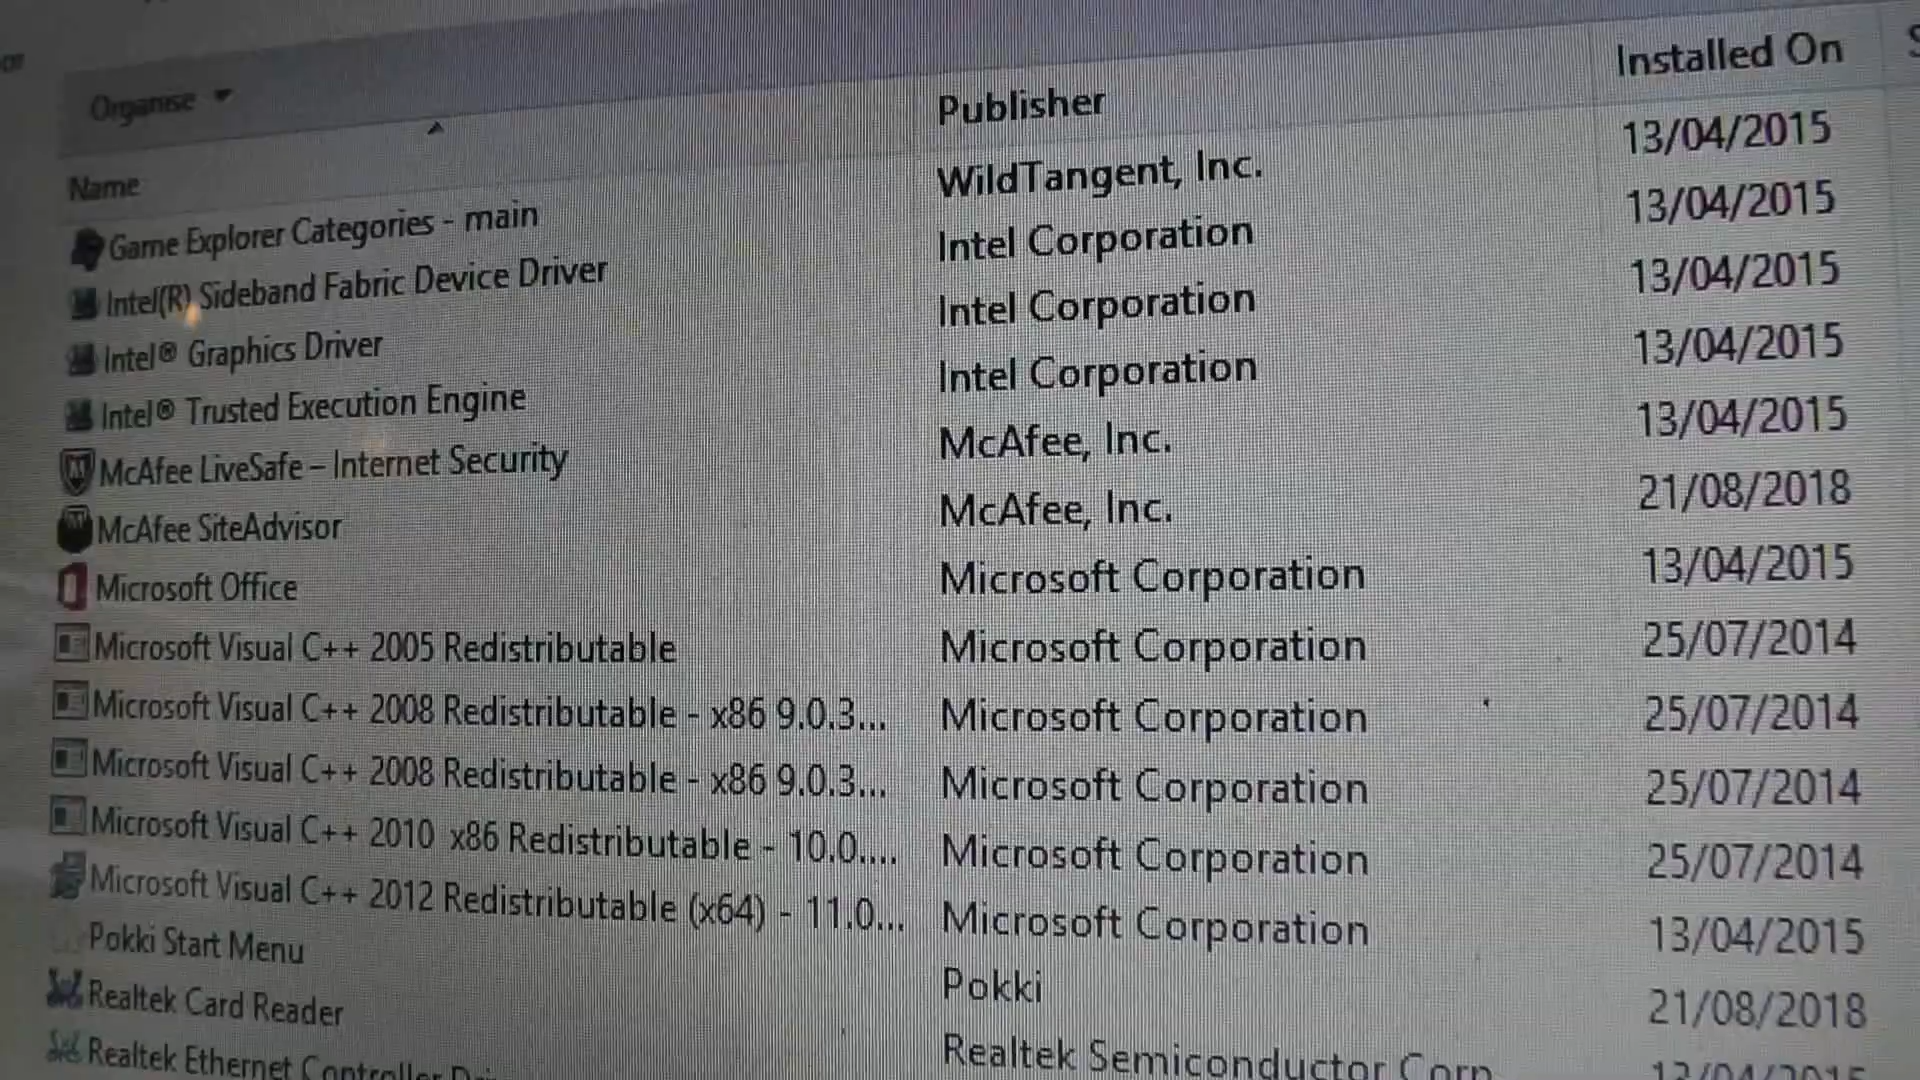 Organise
Name Publisher Installed On
Game Explorer Categories - main WildTangent, Inc. 13/04/2015
Intel(R) Sideband Fabric Device Driver Intel Corporation 13/04/2015
Intel® Graphics Driver Intel Corporation 13/04/2015
Intel® Trusted Execution Engine Intel Corporation 13/04/2015
McAfee LiveSafe – Internet Security McAfee, Inc. 13/04/2015
McAfee SiteAdvisor McAfee, Inc. 21/08/2018
Microsoft Office Microsoft Corporation 13/04/2015
Microsoft Visual C++ 2005 Redistributable Microsoft Corporation 25/07/2014
Microsoft Visual C++ 2008 Redistributable - x86 9.0.3... Microsoft Corporation 25/07/2014
Microsoft Visual C++ 2008 Redistributable - x86 9.0.3... Microsoft Corporation 25/07/2014
Microsoft Visual C++ 2010 x86 Redistributable - 10.0.... Microsoft Corporation 25/07/2014
Microsoft Visual C++ 2012 Redistributable (x64) - 11.0... Microsoft Corporation 13/04/2015
Pokki Start Menu Pokki 21/08/2018
Realtek Card Reader Realtek Semiconductor Corp. 13/04/2015
Realtek Ethernet Controller